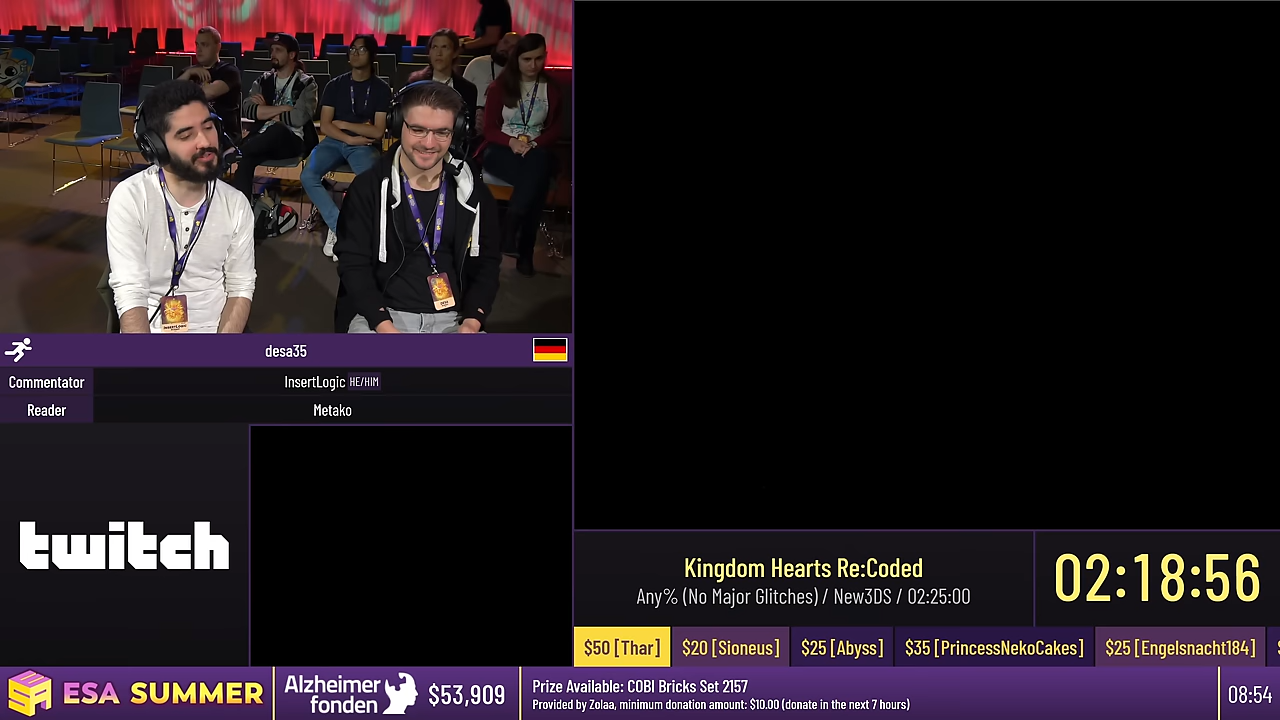 desa35
Commentator
InsertLogic HE/HIM
Reader
Metako
twitch
Kingdom Hearts Re:Coded
Any% (No Major Glitches) / New3DS / 02:25:00
02:18:56
$50 [Thar]
$20 [Sioneus]
$25 [Abyss]
$35 [PrincessNekoCakes]
$25 [Engelsnacht184]
ESA SUMMER
Alzheimer
fonden
$53,909
Prize Available: COBI Bricks Set 2157
Provided by Zolaa, minimum donation amount: $10.00 (donate in the next 7 hours)
08:54